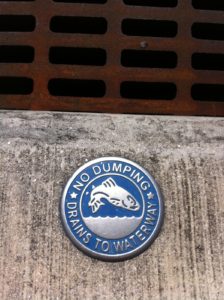 NO DUMPING
DRAINS TO WATERWAY